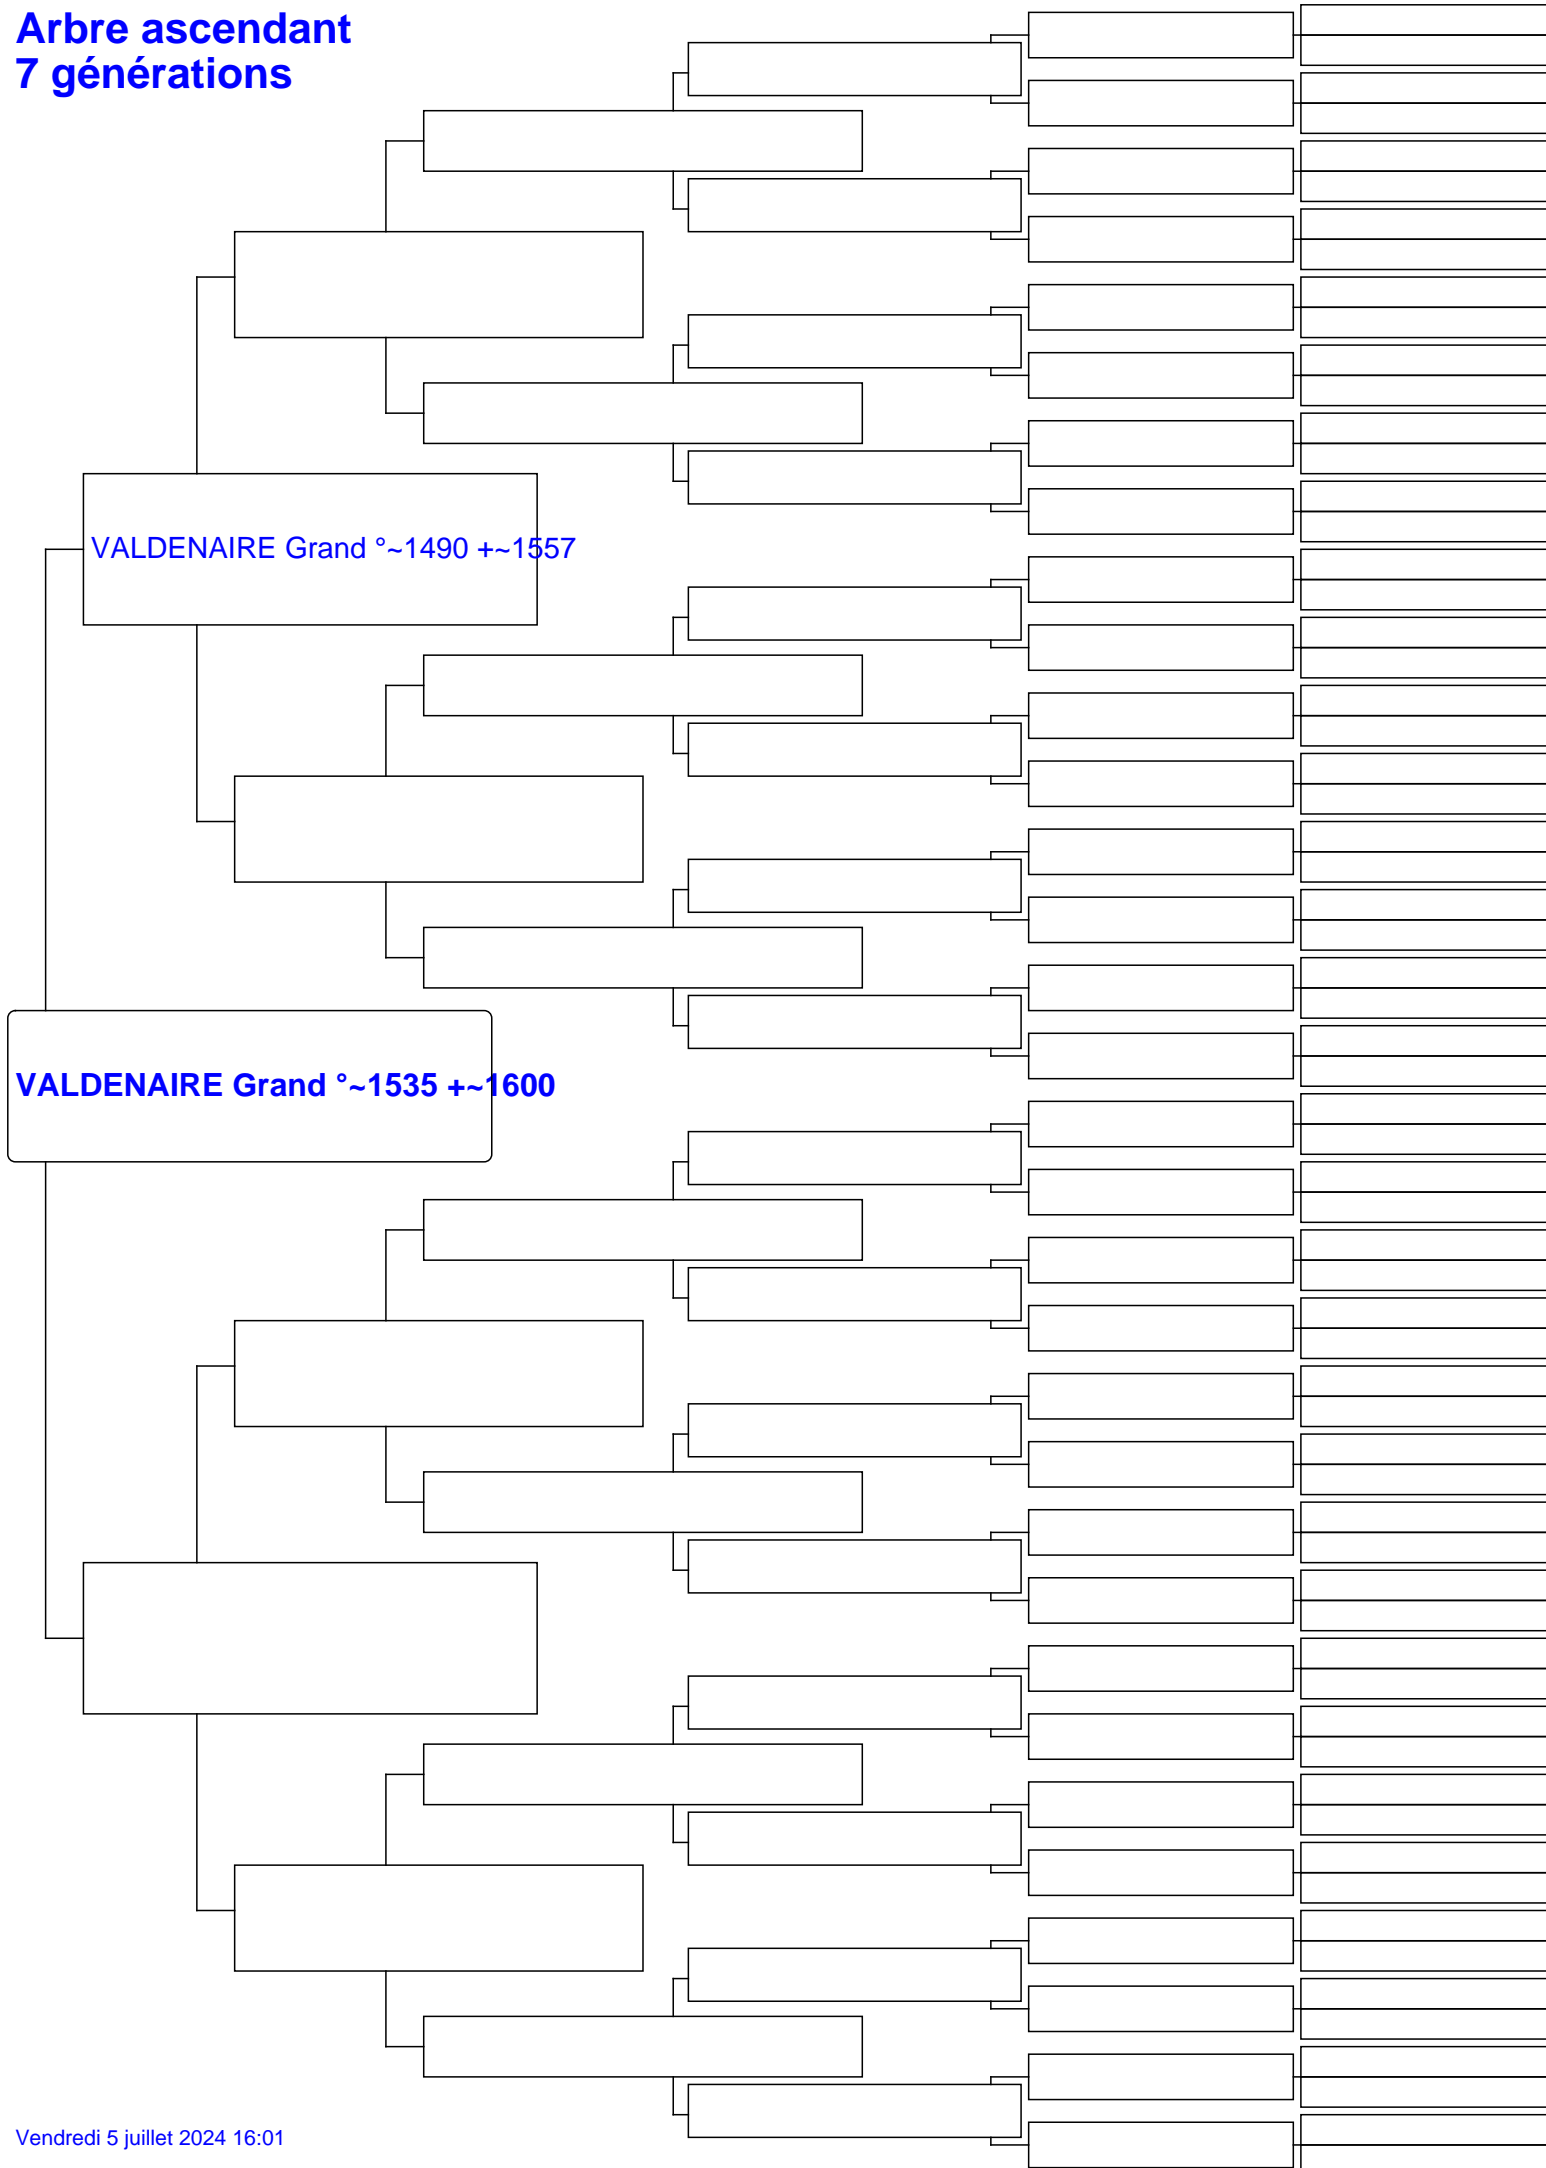 Arbre ascendant
7 générations
VALDENAIRE Grand °~1490 +~1557
VALDENAIRE Grand °~1535 +~1600
Vendredi 5 juillet 2024 16:01